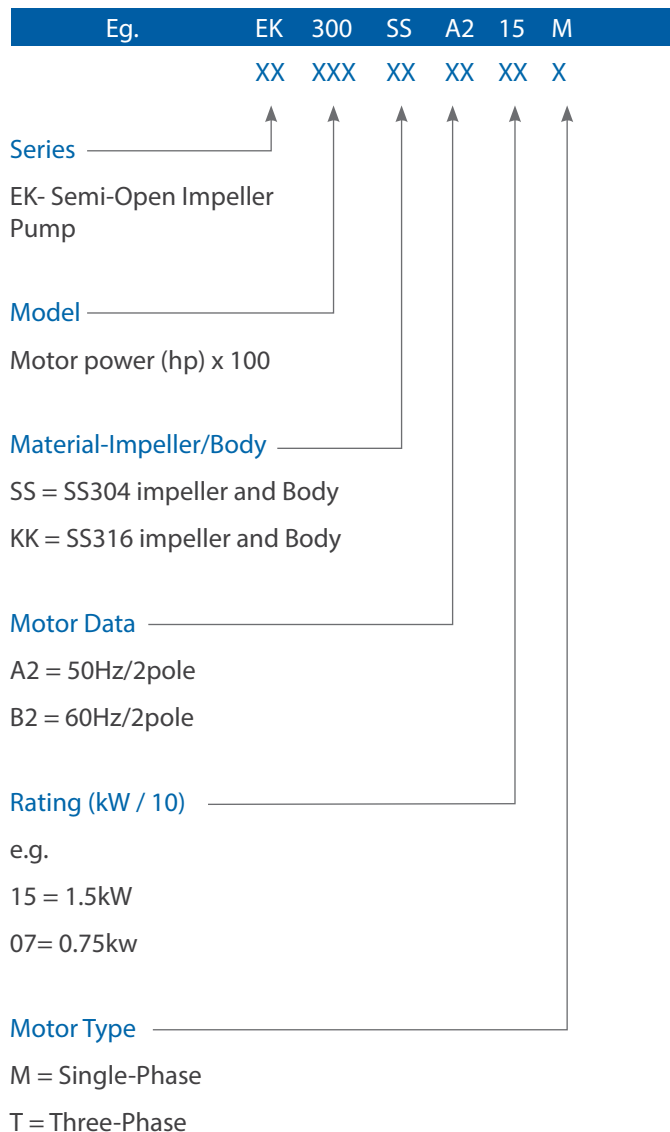 Eg. EK 300 SS A2 15 M
XX XXX XX XX XX X
Series
EK- Semi-Open Impeller
Pump
Model
Motor power (hp) x 100
Material-Impeller/Body
SS = SS304 impeller and Body
KK = SS316 impeller and Body
Motor Data
A2 = 50Hz/2pole
B2 = 60Hz/2pole
Rating (kW / 10)
e.g.
15 = 1.5kW
07= 0.75kw
Motor Type
M = Single-Phase
T = Three-Phase